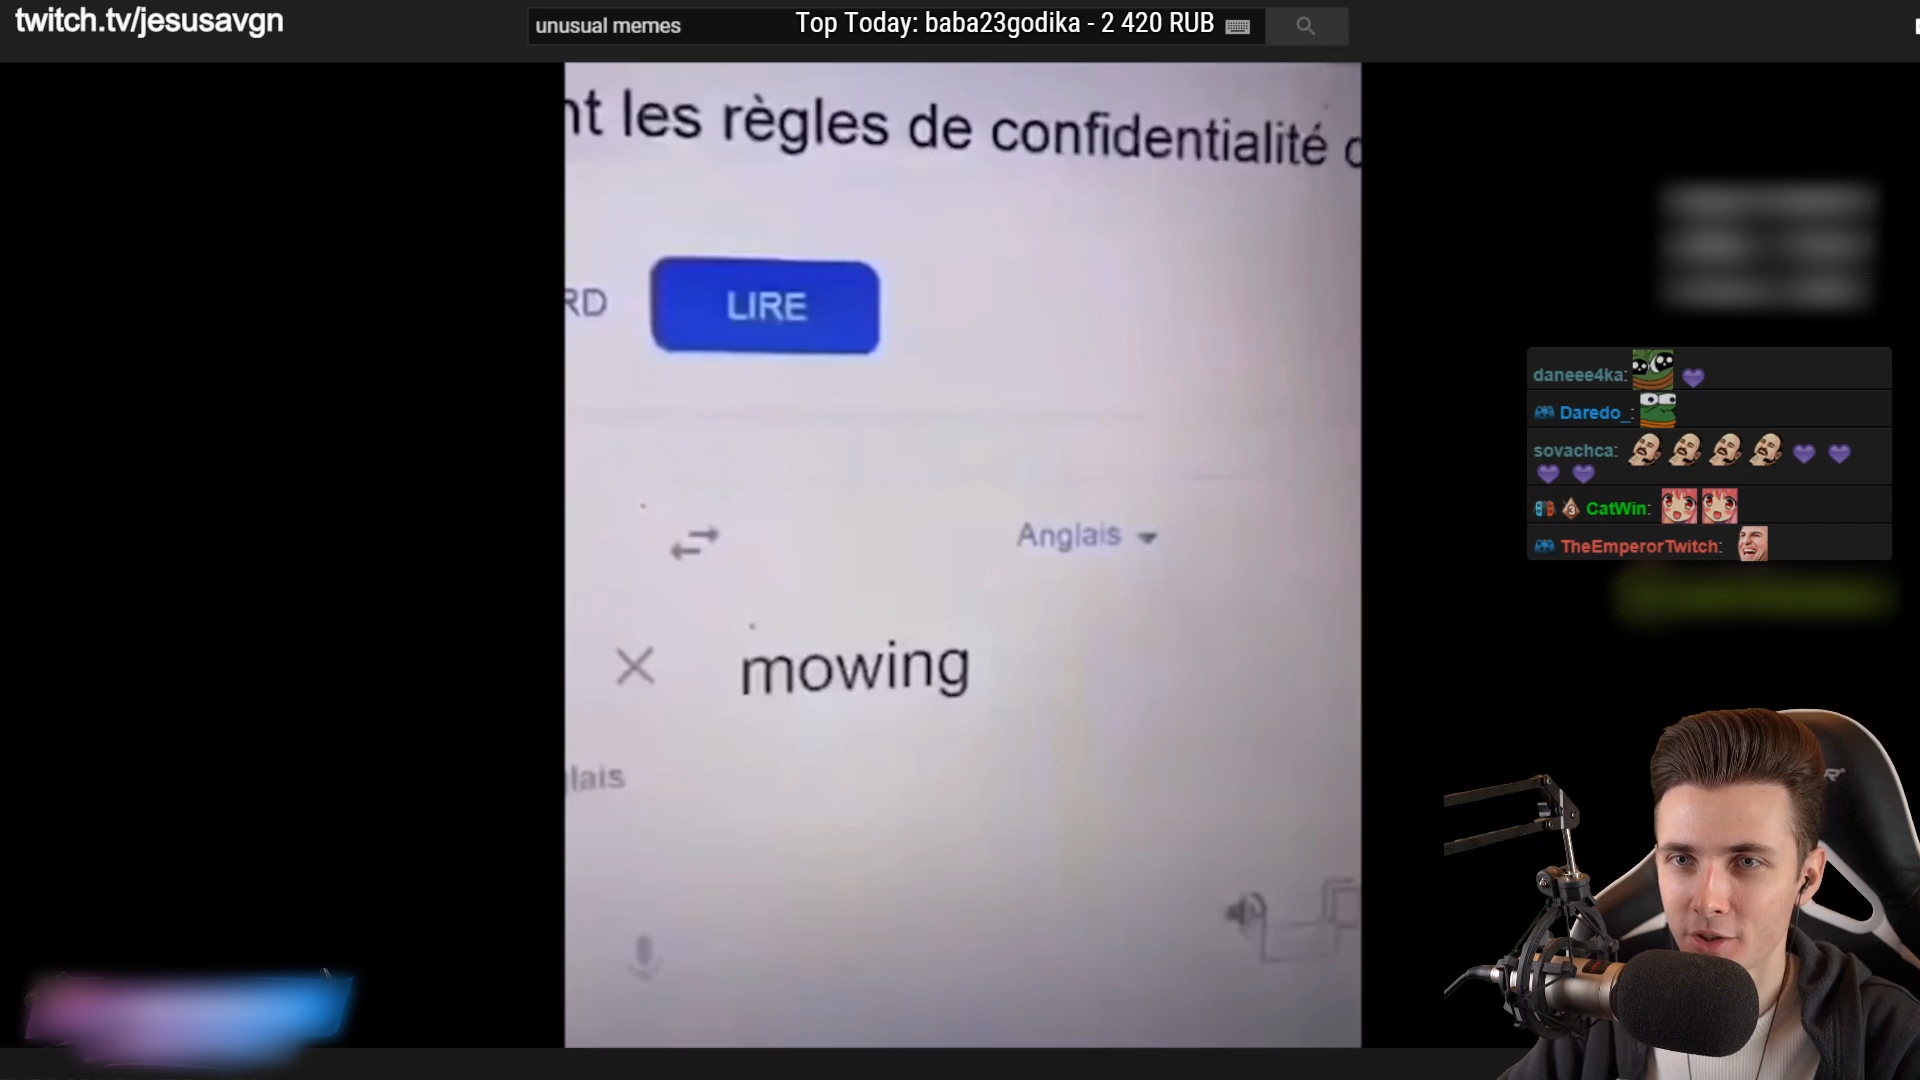 twitch.tv/jesusavgn
unusual memes
Top Today: baba23godika - 2 420 RUB
nt les règles de confidentialité
RD
LIRE
Anglais
mowing
lais
daneee4ka:
Daredo_:
sovachca:
CatWin:
TheEmperorTwitch: